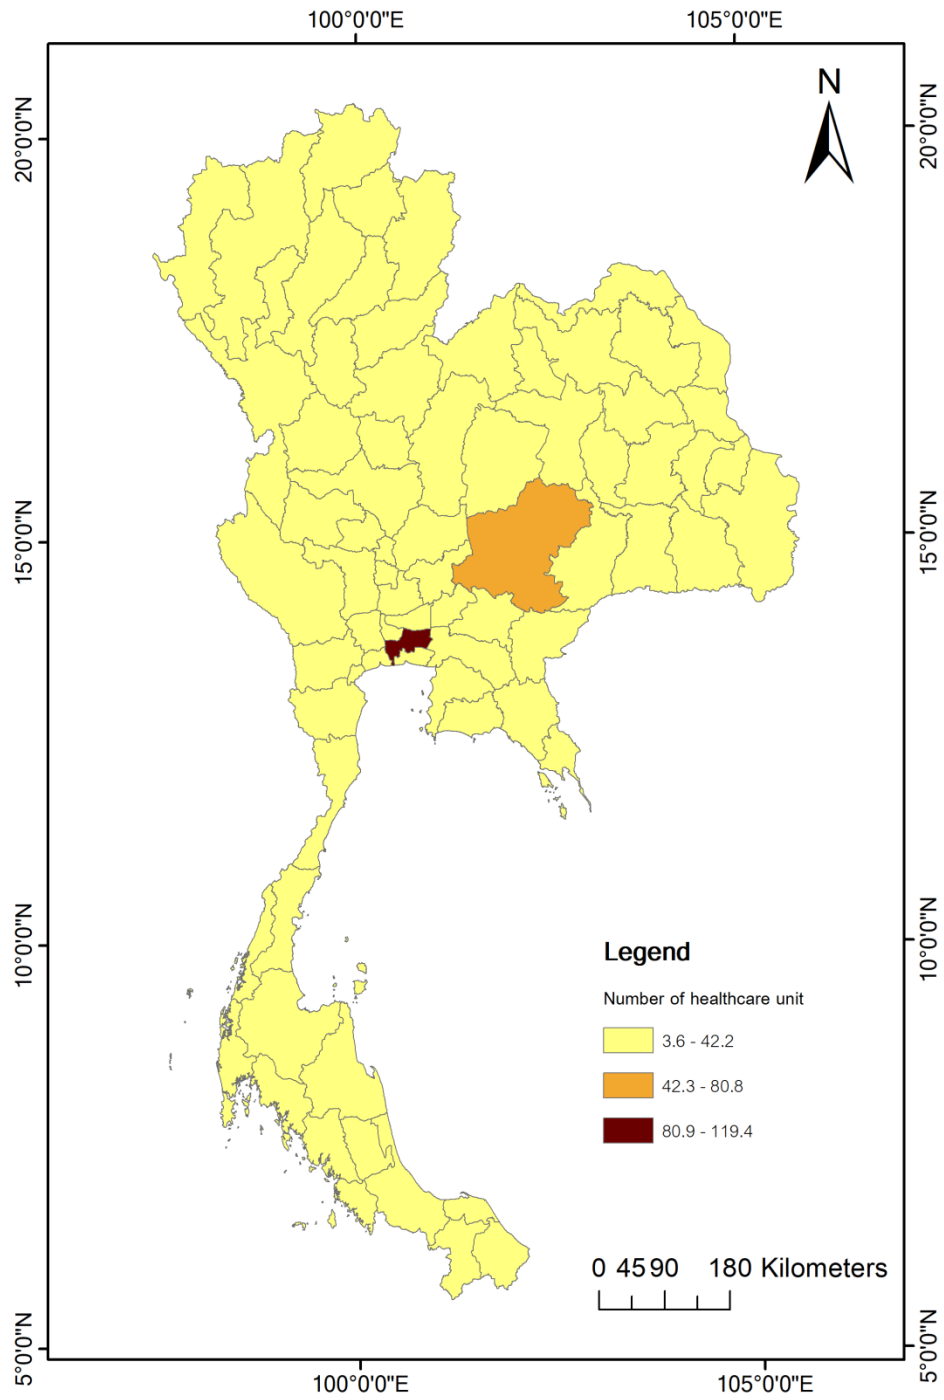 100°0'0"E 105°0'0"E
N
20°0'0"N 20°0'0"N
15°0'0"N 15°0'0"N
10°0'0"N 10°0'0"N
Legend
Number of healthcare unit
3.6 - 42.2
42.3 - 80.8
80.9 - 119.4
0 45 90 180 Kilometers
5°0'0"N 5°0'0"N
100°0'0"E 105°0'0"E